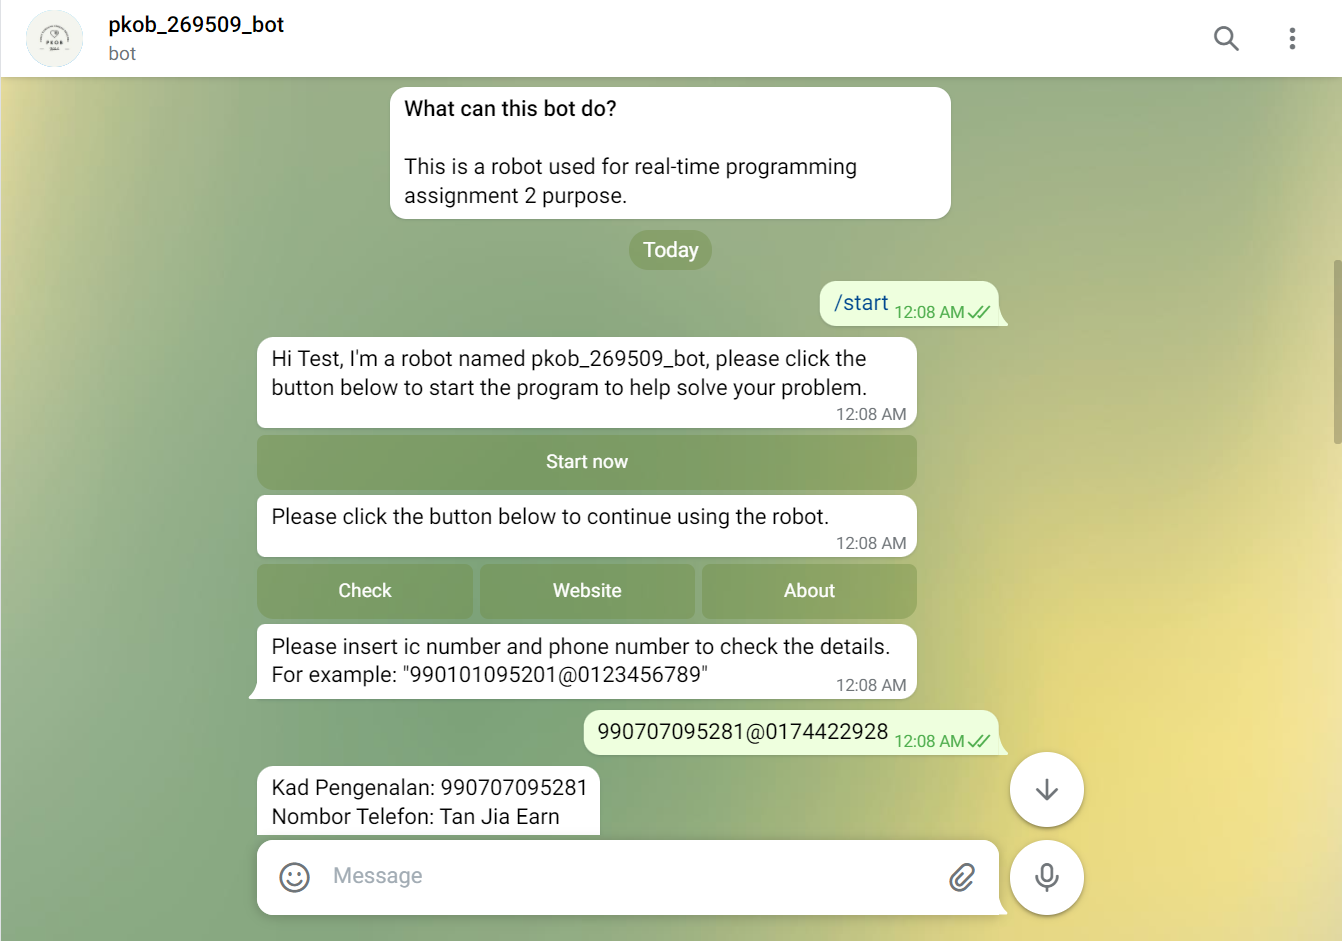 pkob_269509_bot
bot
PKOB
What can this bot do?
This is a robot used for real-time programming
assignment 2 purpose.
Today
/start 12:08 AM
Hi Test, I'm a robot named pkob_269509_bot, please click the
button below to start the program to help solve your problem.
12:08 AM
Start now
Please click the button below to continue using the robot.
12:08 AM
Check Website About
Please insert ic number and phone number to check the details.
For example: "990101095201@0123456789" 12:08 AM
990707095281@0174422928 12:08 AM
Kad Pengenalan: 990707095281
Nombor Telefon: Tan Jia Earn
Message